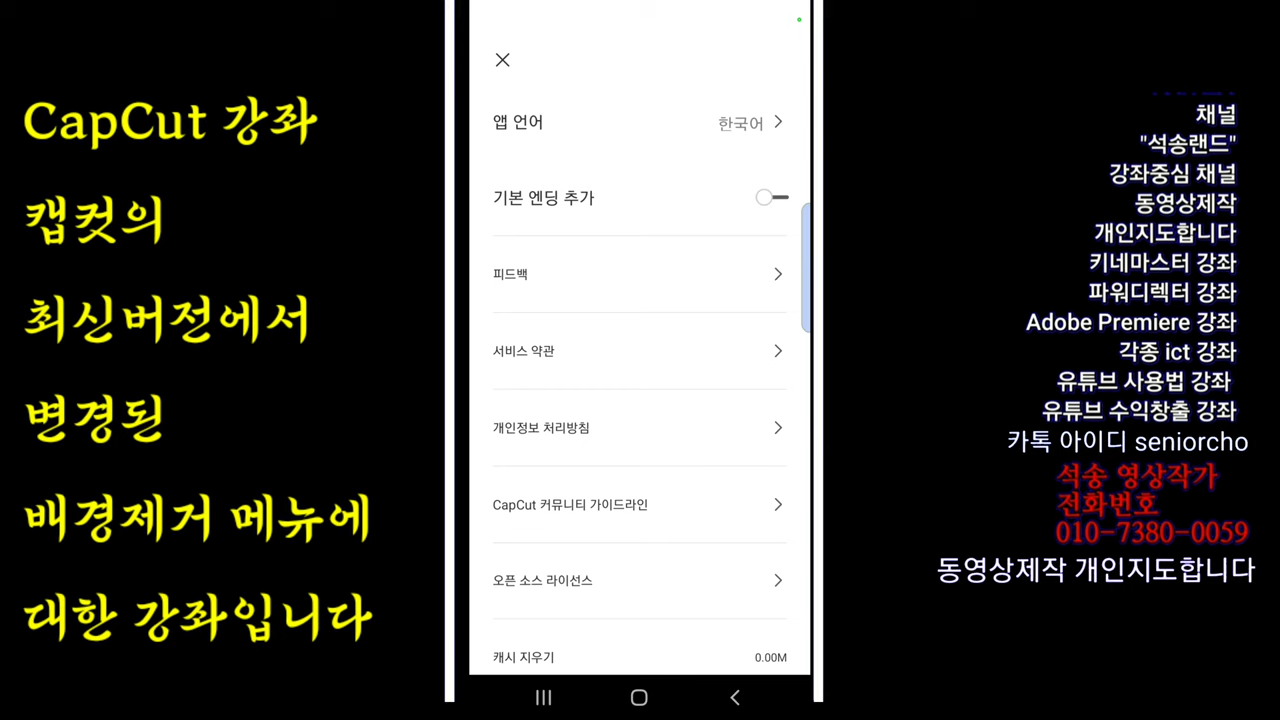 CapCut 강좌
캡컷의
최신버전에서
변경된
배경제거 메뉴에
대한 강좌입니다
앱 언어 한국어
기본 엔딩 추가
피드백
서비스 약관
개인정보 처리방침
CapCut 커뮤니티 가이드라인
오픈 소스 라이선스
캐시 지우기 0.00M
채널
"석송랜드"
강좌중심 채널
동영상제작
개인지도합니다
키네마스터 강좌
파워디렉터 강좌
Adobe Premiere 강좌
각종 ict 강좌
유튜브 사용법 강좌
유튜브 수익창출 강좌
카톡 아이디 seniorcho
석송 영상작가
전화번호
010-7380-0059
동영상제작 개인지도합니다